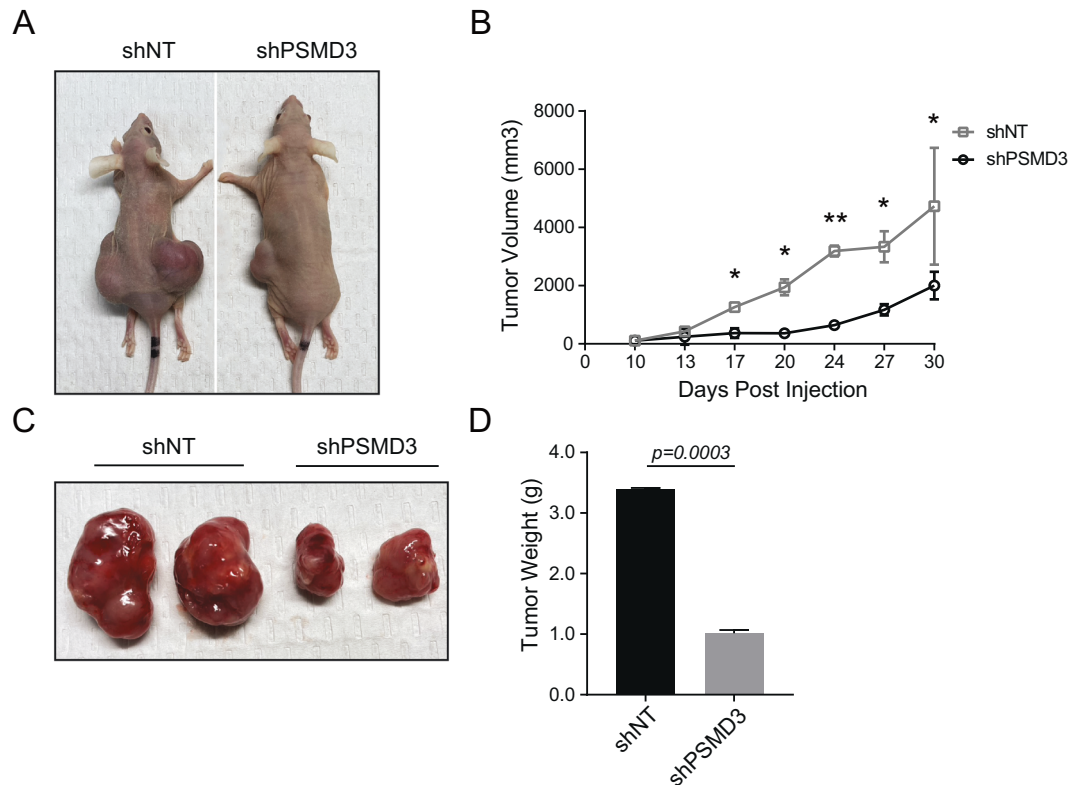 A
shNT shPSMD3
B
Tumor Volume (mm3)
8000
6000
4000
2000
0
0 10 13 17 20 24 27 30
Days Post Injection
* * ** * *
shNT
shPSMD3
C
shNT shPSMD3
D
Tumor Weight (g)
4.0
3.0
2.0
1.0
0.0
p=0.0003
shNT shPSMD3